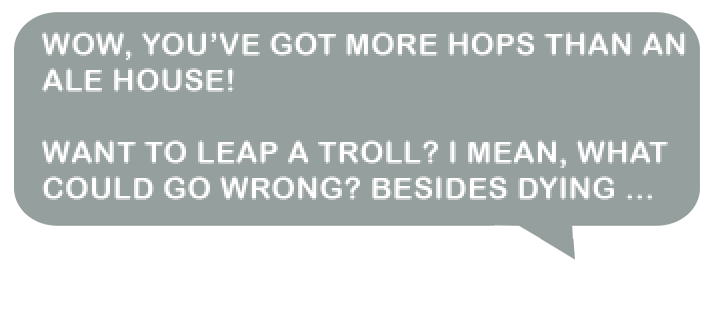 WOW, YOU’VE GOT MORE HOPS THAN AN
ALE HOUSE!
WANT TO LEAP A TROLL? I MEAN, WHAT
COULD GO WRONG? BESIDES DYING ...